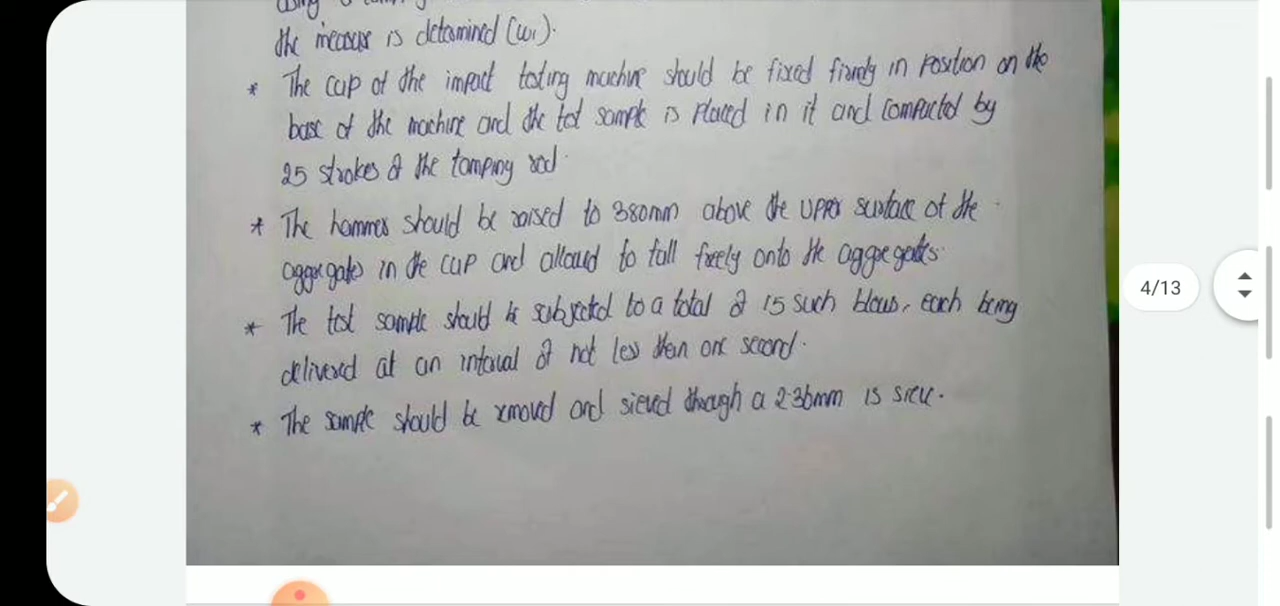 using a
the measure is determined (W₁).
* The cup of the impact testing machine should be fixed firmly in position on the
base of the machine and the test sample is placed in it and compacted by
25 strokes of the tamping rod.
* The hammer should be raised to 380mm above the upper surface of the
aggregates in the cup and allowed to fall freely onto the aggregates.
* The test sample should be subjected to a total of 15 such blows, each being
delivered at an interval of not less than one second.
* The sample should be removed and sieved through a 2.36mm IS sieve.
4/13